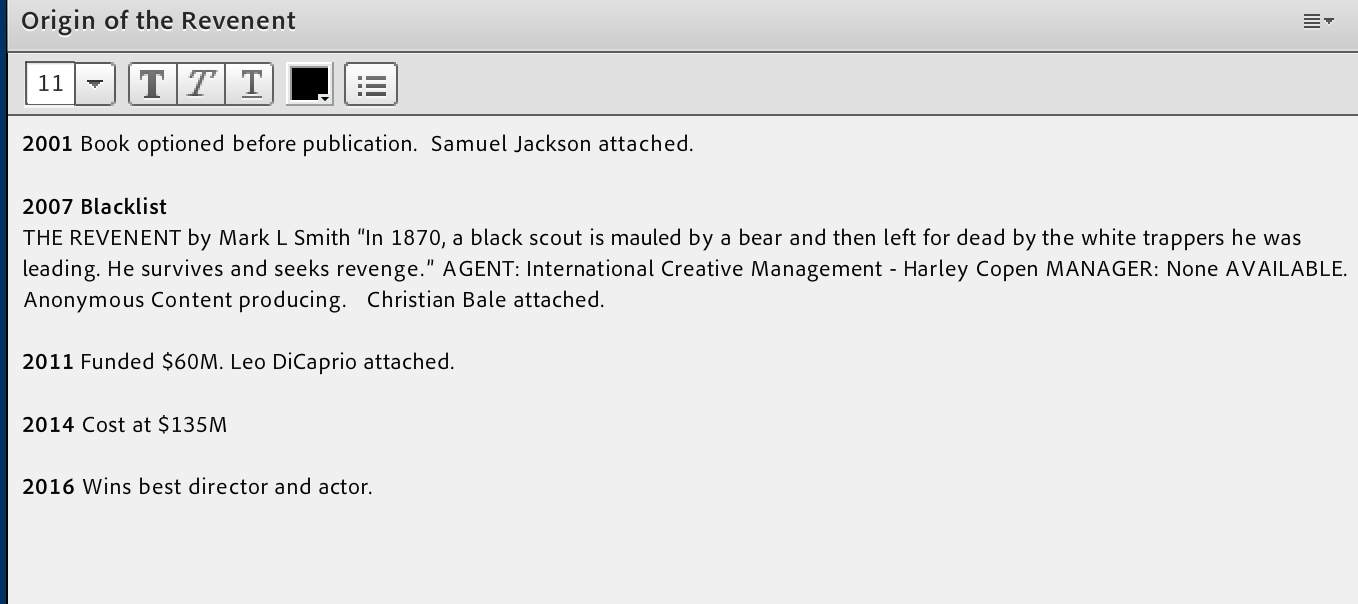 Origin of the Revenent
11
T T T
2001 Book optioned before publication.  Samuel Jackson attached.
2007 Blacklist
THE REVENENT by Mark L Smith “In 1870, a black scout is mauled by a bear and then left for dead by the white trappers he was
leading. He survives and seeks revenge.” AGENT: International Creative Management - Harley Copen MANAGER: None AVAILABLE.
Anonymous Content producing.   Christian Bale attached.
2011 Funded $60M. Leo DiCaprio attached.
2014 Cost at $135M
2016 Wins best director and actor.